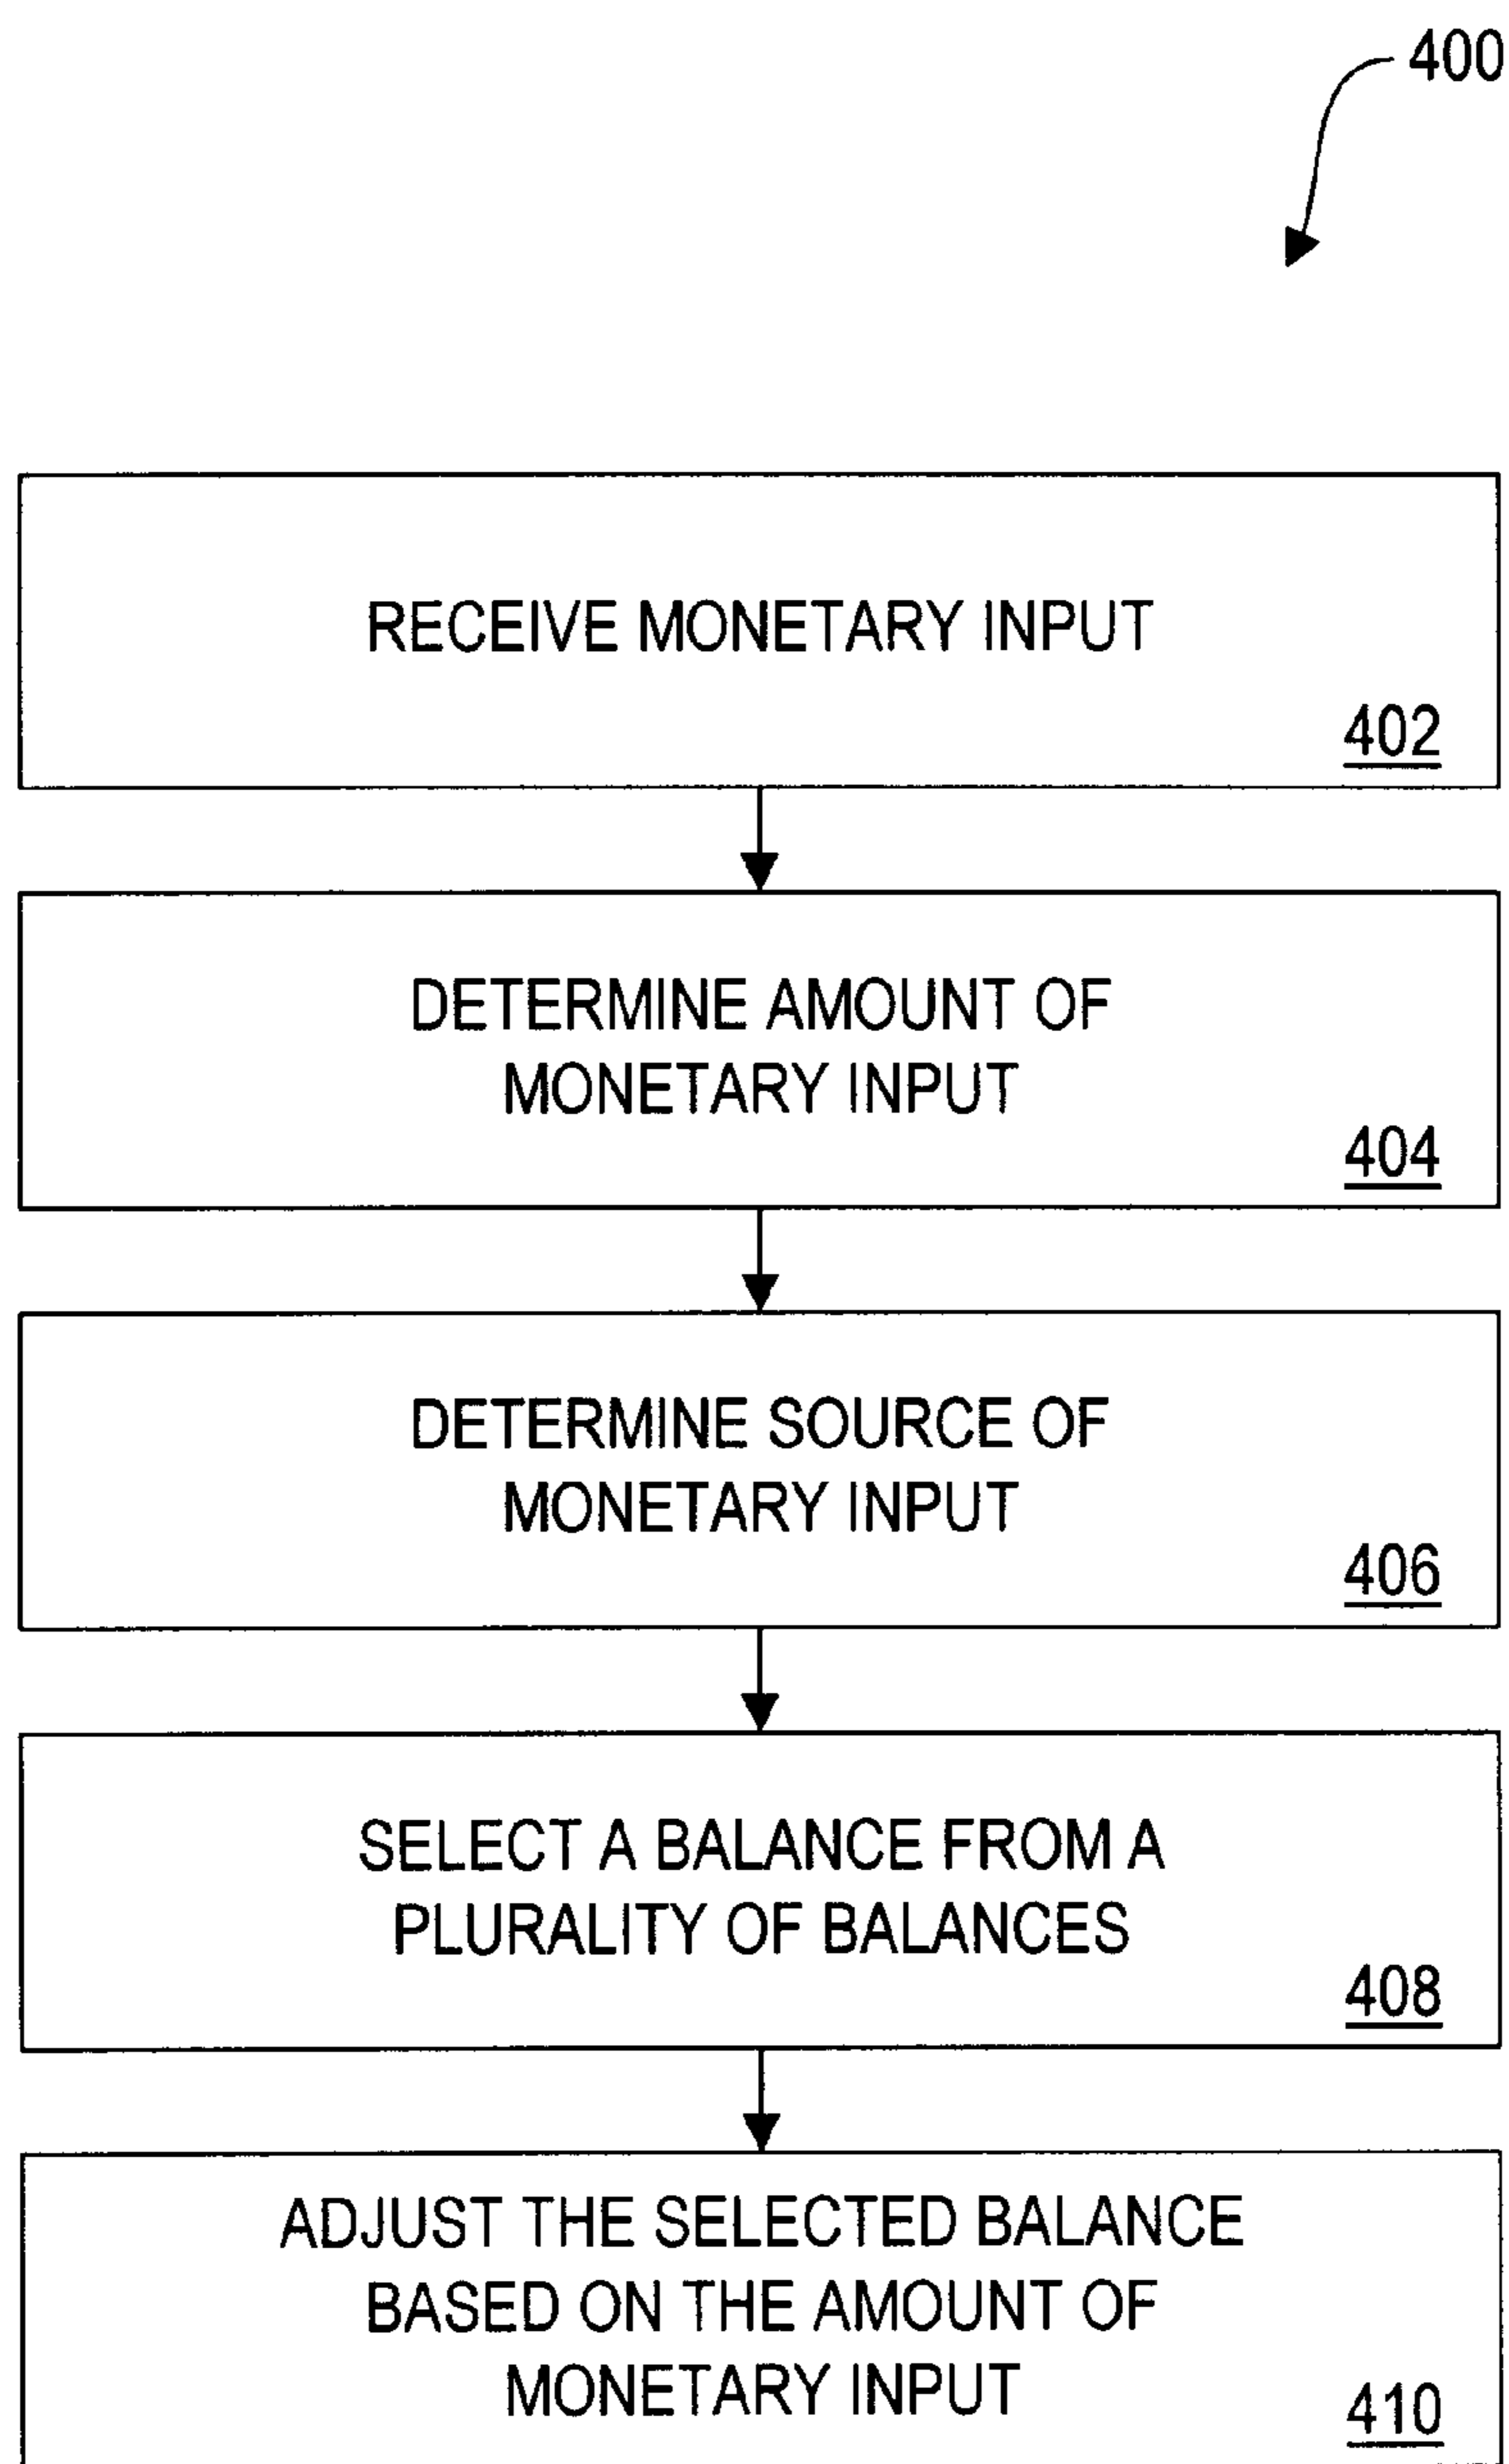 400
RECEIVE MONETARY INPUT
402
DETERMINE AMOUNT OF
MONETARY INPUT
404
DETERMINE SOURCE OF
MONETARY INPUT
406
SELECT A BALANCE FROM A
PLURALITY OF BALANCES
408
ADJUST THE SELECTED BALANCE
BASED ON THE AMOUNT OF
MONETARY INPUT
410